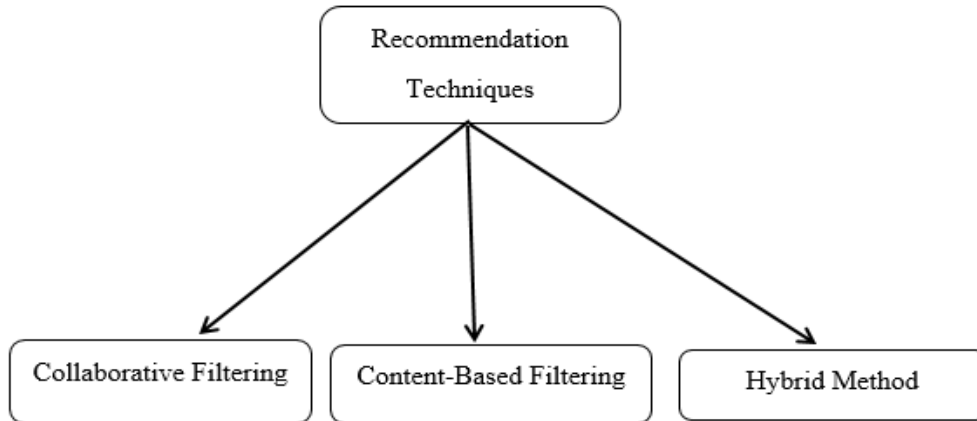 Recommendation
Techniques
Collaborative Filtering
Content-Based Filtering
Hybrid Method